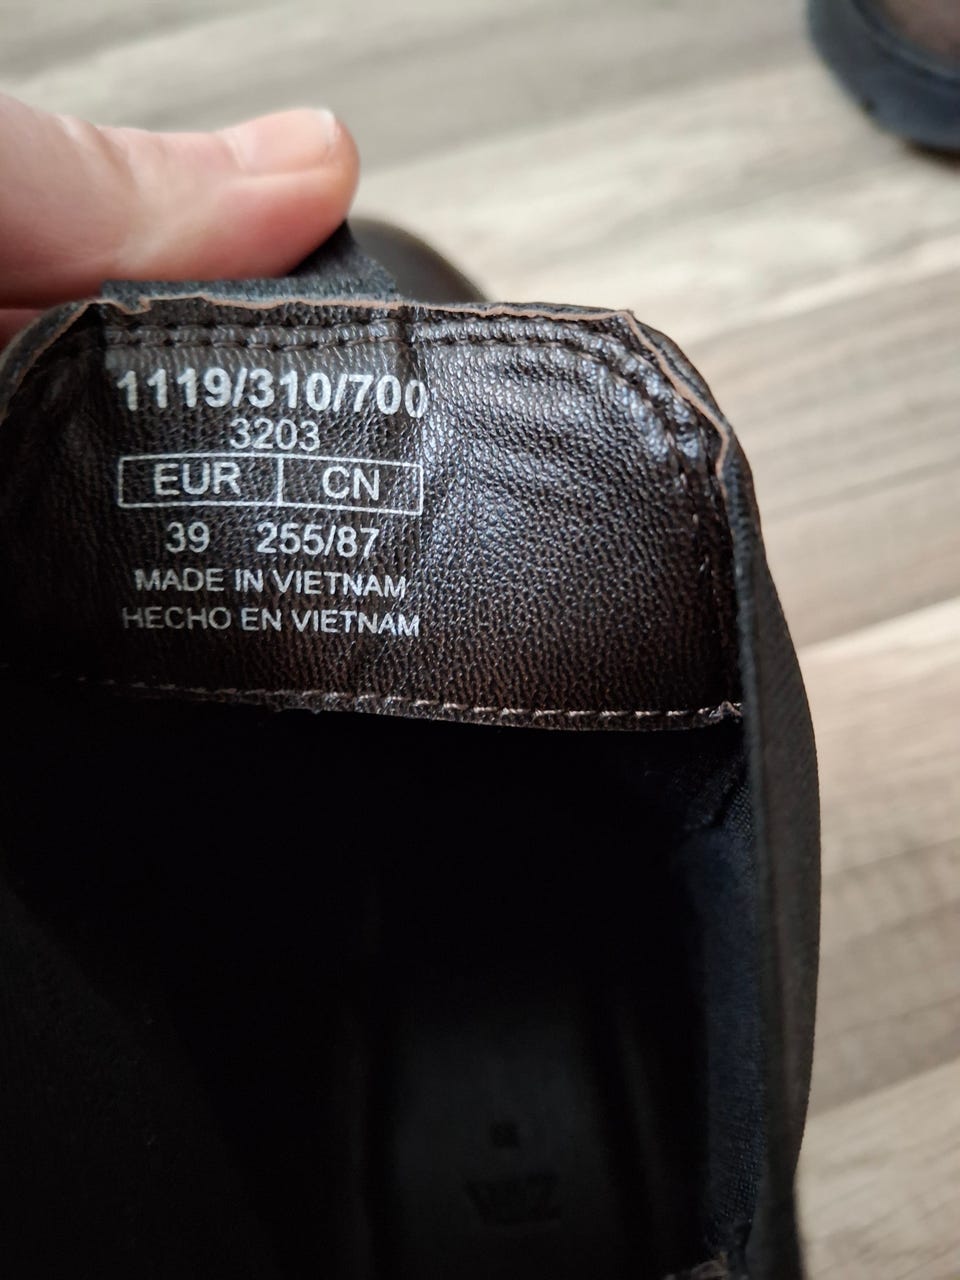 1119/310/700
3203
EUR CN
39 255/87
MADE IN VIETNAM
HECHO EN VIETNAM